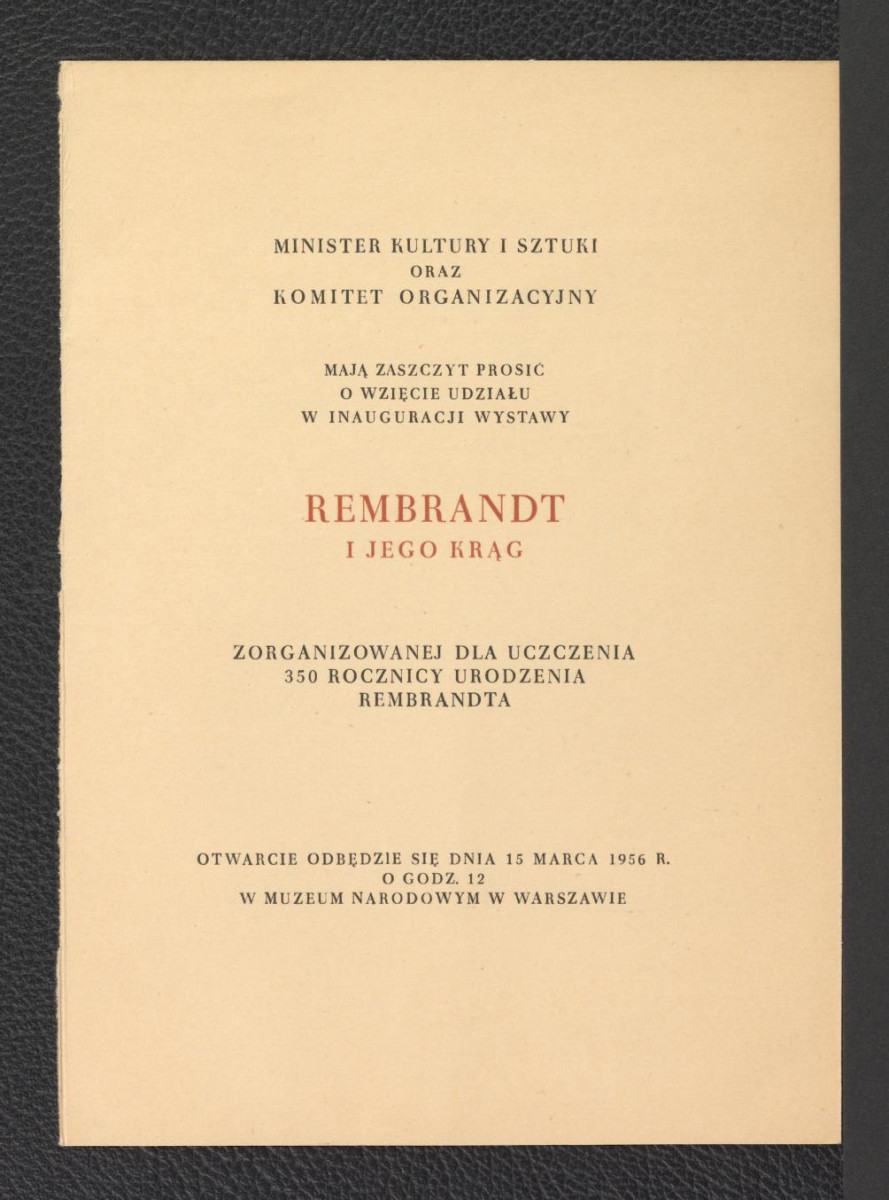 MINISTER KULTURY I SZTUKI
ORAZ
KOMITET ORGANIZACYJNY
MAJĄ ZASZCZYT PROSIĆ
O WZIĘCIE UDZIAŁU
W INAUGURACJI WYSTAWY
REMBRANDT
I JEGO KRĄG
ZORGANIZOWANEJ DLA UCZCZENIA
350 ROCZNICY URODZENIA
REMBRANDTA
OTWARCIE ODBĘDZIE SIĘ DNIA 15 MARCA 1956 R.
O GODZ. 12
W MUZEUM NARODOWYM W WARSZAWIE